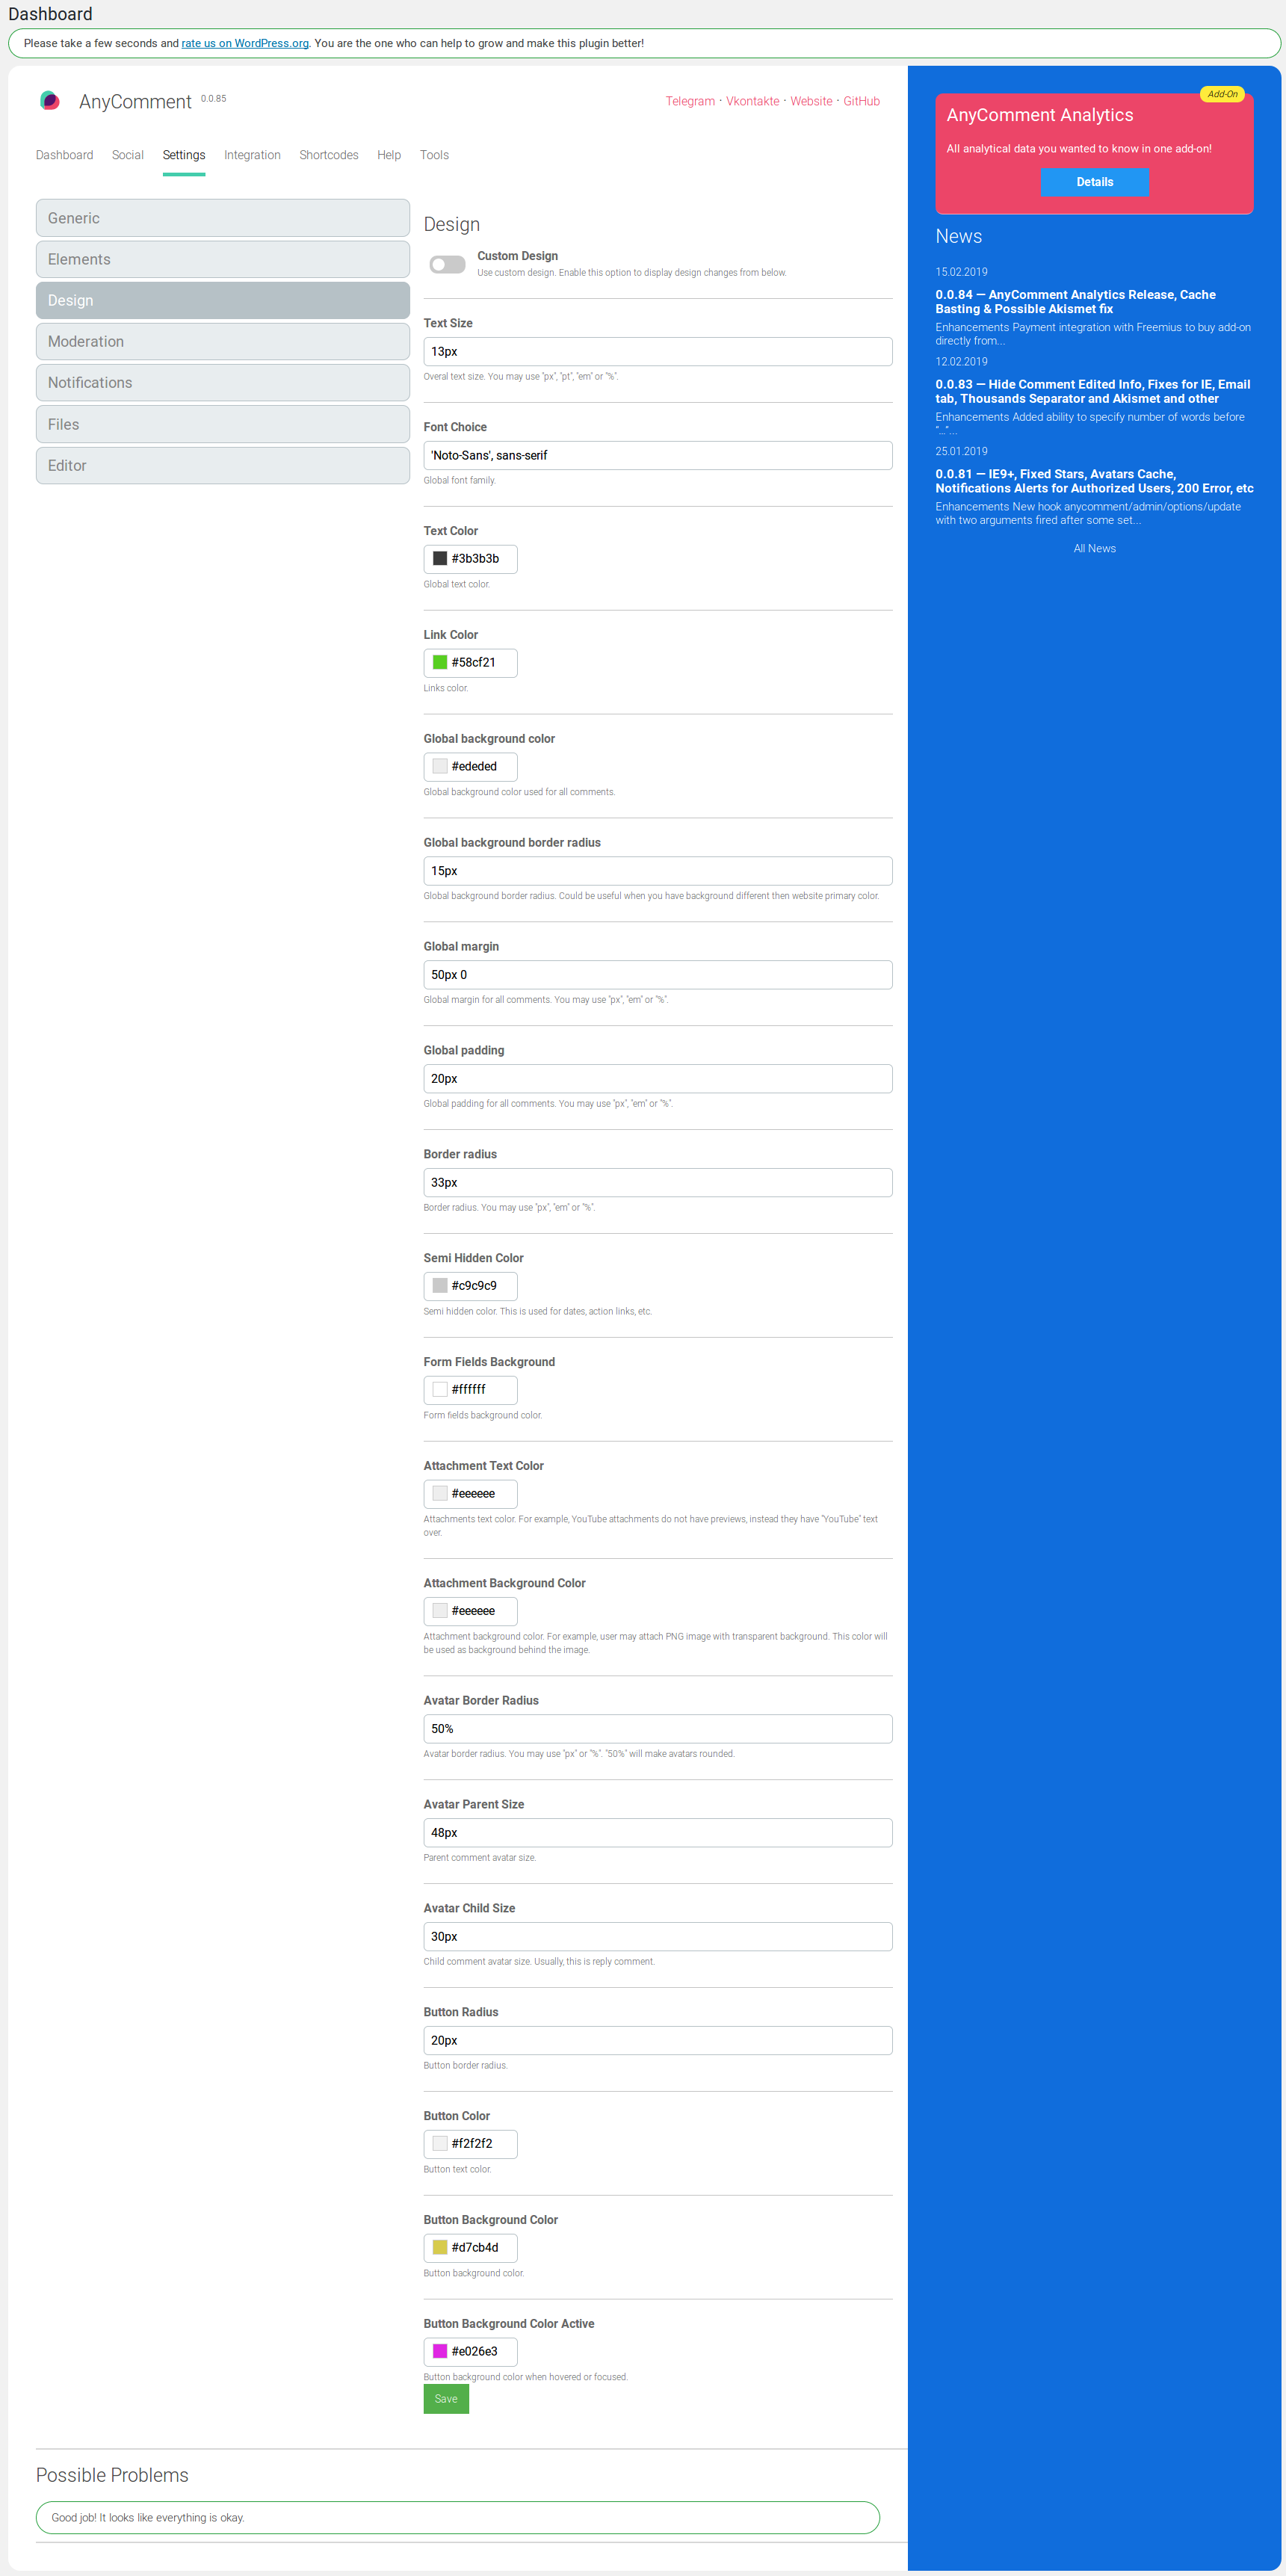 Dashboard
Please take a few seconds and rate us on WordPress.org. You are the one who can help to grow and make this plugin better!
AnyComment 0.0.85
Telegram · Vkontakte · Website · GitHub
Dashboard Social Settings Integration Shortcodes Help Tools
Generic
Elements
Design
Moderation
Notifications
Files
Editor
Design
Custom Design
Use custom design. Enable this option to display design changes from below.
Text Size
13px
Overal text size. You may use "px", "pt", "em" or "%".
Font Choice
'Noto-Sans', sans-serif
Global font family.
Text Color
#3b3b3b
Global text color.
Link Color
#58cf21
Links color.
Global background color
#ededed
Global background color used for all comments.
Global background border radius
15px
Global background border radius. Could be useful when you have background different then website primary color.
Global margin
50px 0
Global margin for all comments. You may use "px", "em" or "%".
Global padding
20px
Global padding for all comments. You may use "px", "em" or "%".
Border radius
33px
Border radius. You may use "px", "em" or "%".
Semi Hidden Color
#c9c9c9
Semi hidden color. This is used for dates, action links, etc.
Form Fields Background
#ffffff
Form fields background color.
Attachment Text Color
#eeeeee
Attachments text color. For example, YouTube attachments do not have previews, instead they have "YouTube" text
over.
Attachment Background Color
#eeeeee
Attachment background color. For example, user may attach PNG image with transparent background. This color will
be used as background behind the image.
Avatar Border Radius
50%
Avatar border radius. You may use "px" or "%". "50%" will make avatars rounded.
Avatar Parent Size
48px
Parent comment avatar size.
Avatar Child Size
30px
Child comment avatar size. Usually, this is reply comment.
Button Radius
20px
Button border radius.
Button Color
#f2f2f2
Button text color.
Button Background Color
#d7cb4d
Button background color.
Button Background Color Active
#e026e3
Button background color when hovered or focused.
Save
Possible Problems
Good job! It looks like everything is okay.
Add-On
AnyComment Analytics
All analytical data you wanted to know in one add-on!
Details
News
15.02.2019
0.0.84 — AnyComment Analytics Release, Cache
Basting & Possible Akismet fix
Enhancements Payment integration with Freemius to buy add-on
directly from...
12.02.2019
0.0.83 — Hide Comment Edited Info, Fixes for IE, Email
tab, Thousands Separator and Akismet and other
Enhancements Added ability to specify number of words before
"..."...
25.01.2019
0.0.81 — IE9+, Fixed Stars, Avatars Cache,
Notifications Alerts for Authorized Users, 200 Error, etc
Enhancements New hook anycomment/admin/options/update
with two arguments fired after some set...
All News